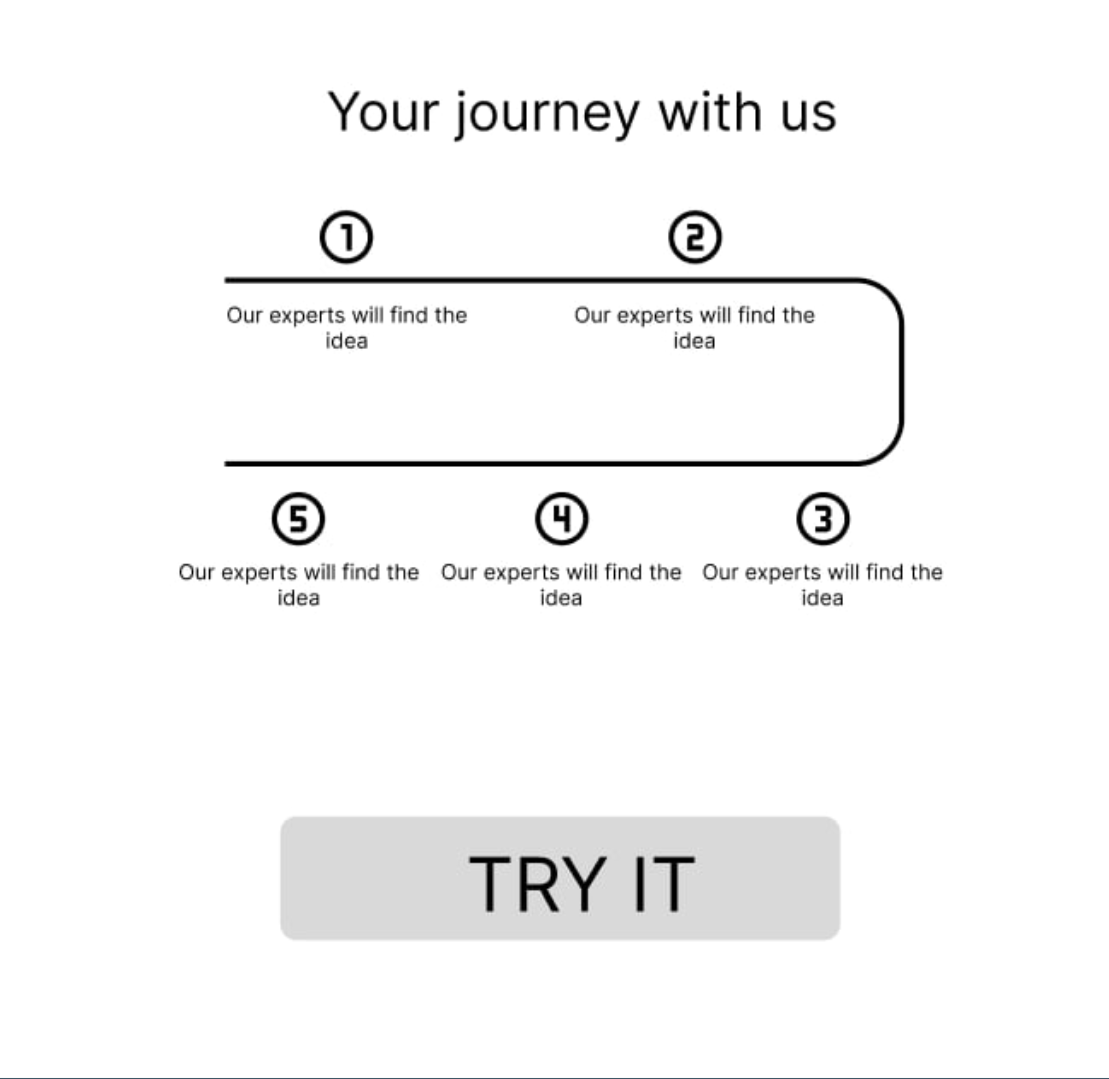 Your journey with us
1
2
Our experts will find the
idea
Our experts will find the
idea
5
4
3
Our experts will find the
idea
Our experts will find the
idea
Our experts will find the
idea
TRY IT